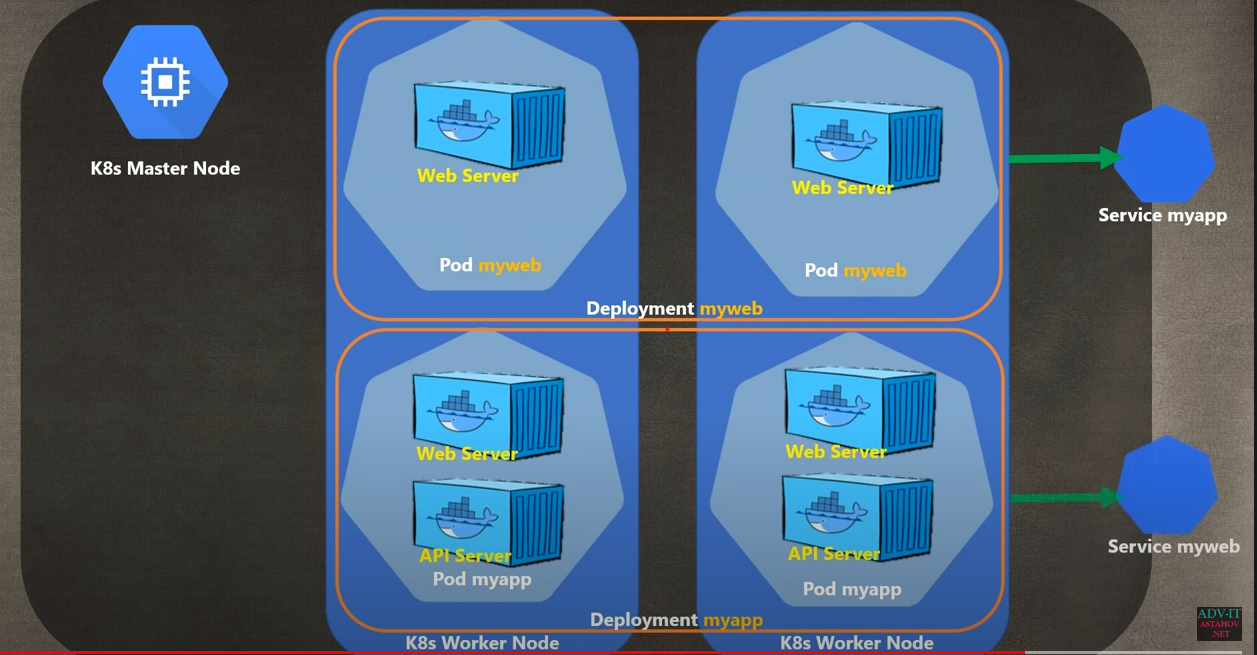 K8s Master Node
Web Server
Web Server
Pod myweb
Pod myweb
Deployment myweb
Service myapp
Web Server
Web Server
API Server
API Server
Pod myapp
Pod myapp
Deployment myapp
Service myweb
K8s Worker Node
K8s Worker Node
ADV-IT
ASTAHOV
.NET